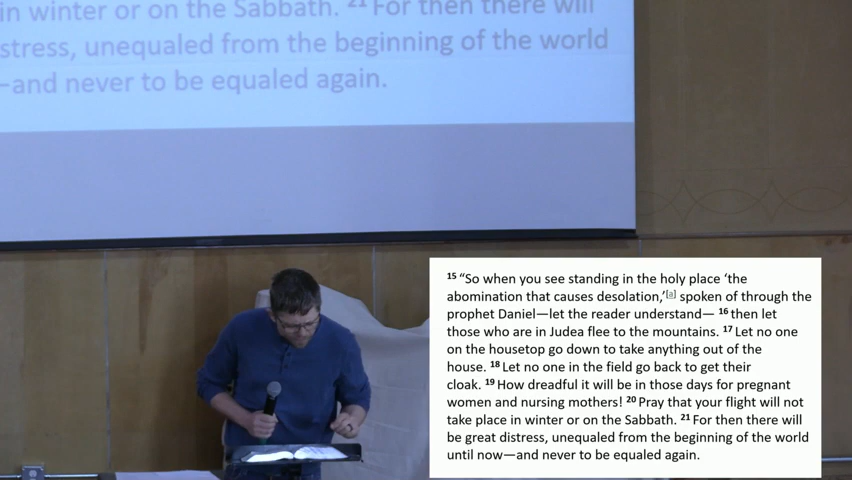 in winter or on the Sabbath. 21 For then there will
stress, unequaled from the beginning of the world
—and never to be equaled again.
15 “So when you see standing in the holy place ‘the
abomination that causes desolation,’[a] spoken of through the
prophet Daniel—let the reader understand— 16 then let
those who are in Judea flee to the mountains. 17 Let no one
on the housetop go down to take anything out of the
house. 18 Let no one in the field go back to get their
cloak. 19 How dreadful it will be in those days for pregnant
women and nursing mothers! 20 Pray that your flight will not
take place in winter or on the Sabbath. 21 For then there will
be great distress, unequaled from the beginning of the world
until now—and never to be equaled again.